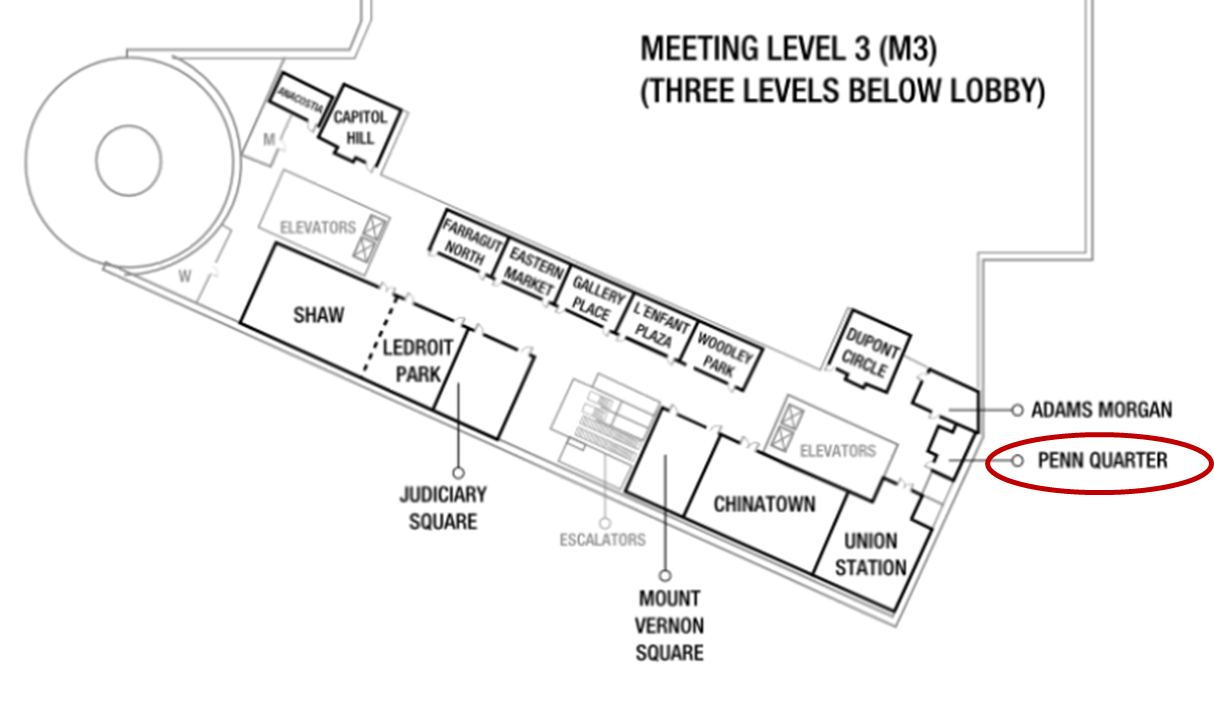 MEETING LEVEL 3 (M3)
(THREE LEVELS BELOW LOBBY)
ANACOSTIA
CAPITOL
HILL
M
ELEVATORS
W
FARRAGUT
NORTH
EASTERN
MARKET
GALLERY
PLACE
L'ENFANT
PLAZA
WOODLEY
PARK
SHAW
LEDROIT
PARK
DUPONT
CIRCLE
ADAMS MORGAN
PENN QUARTER
ELEVATORS
JUDICIARY
SQUARE
CHINATOWN
ESCALATORS
UNION
STATION
MOUNT
VERNON
SQUARE